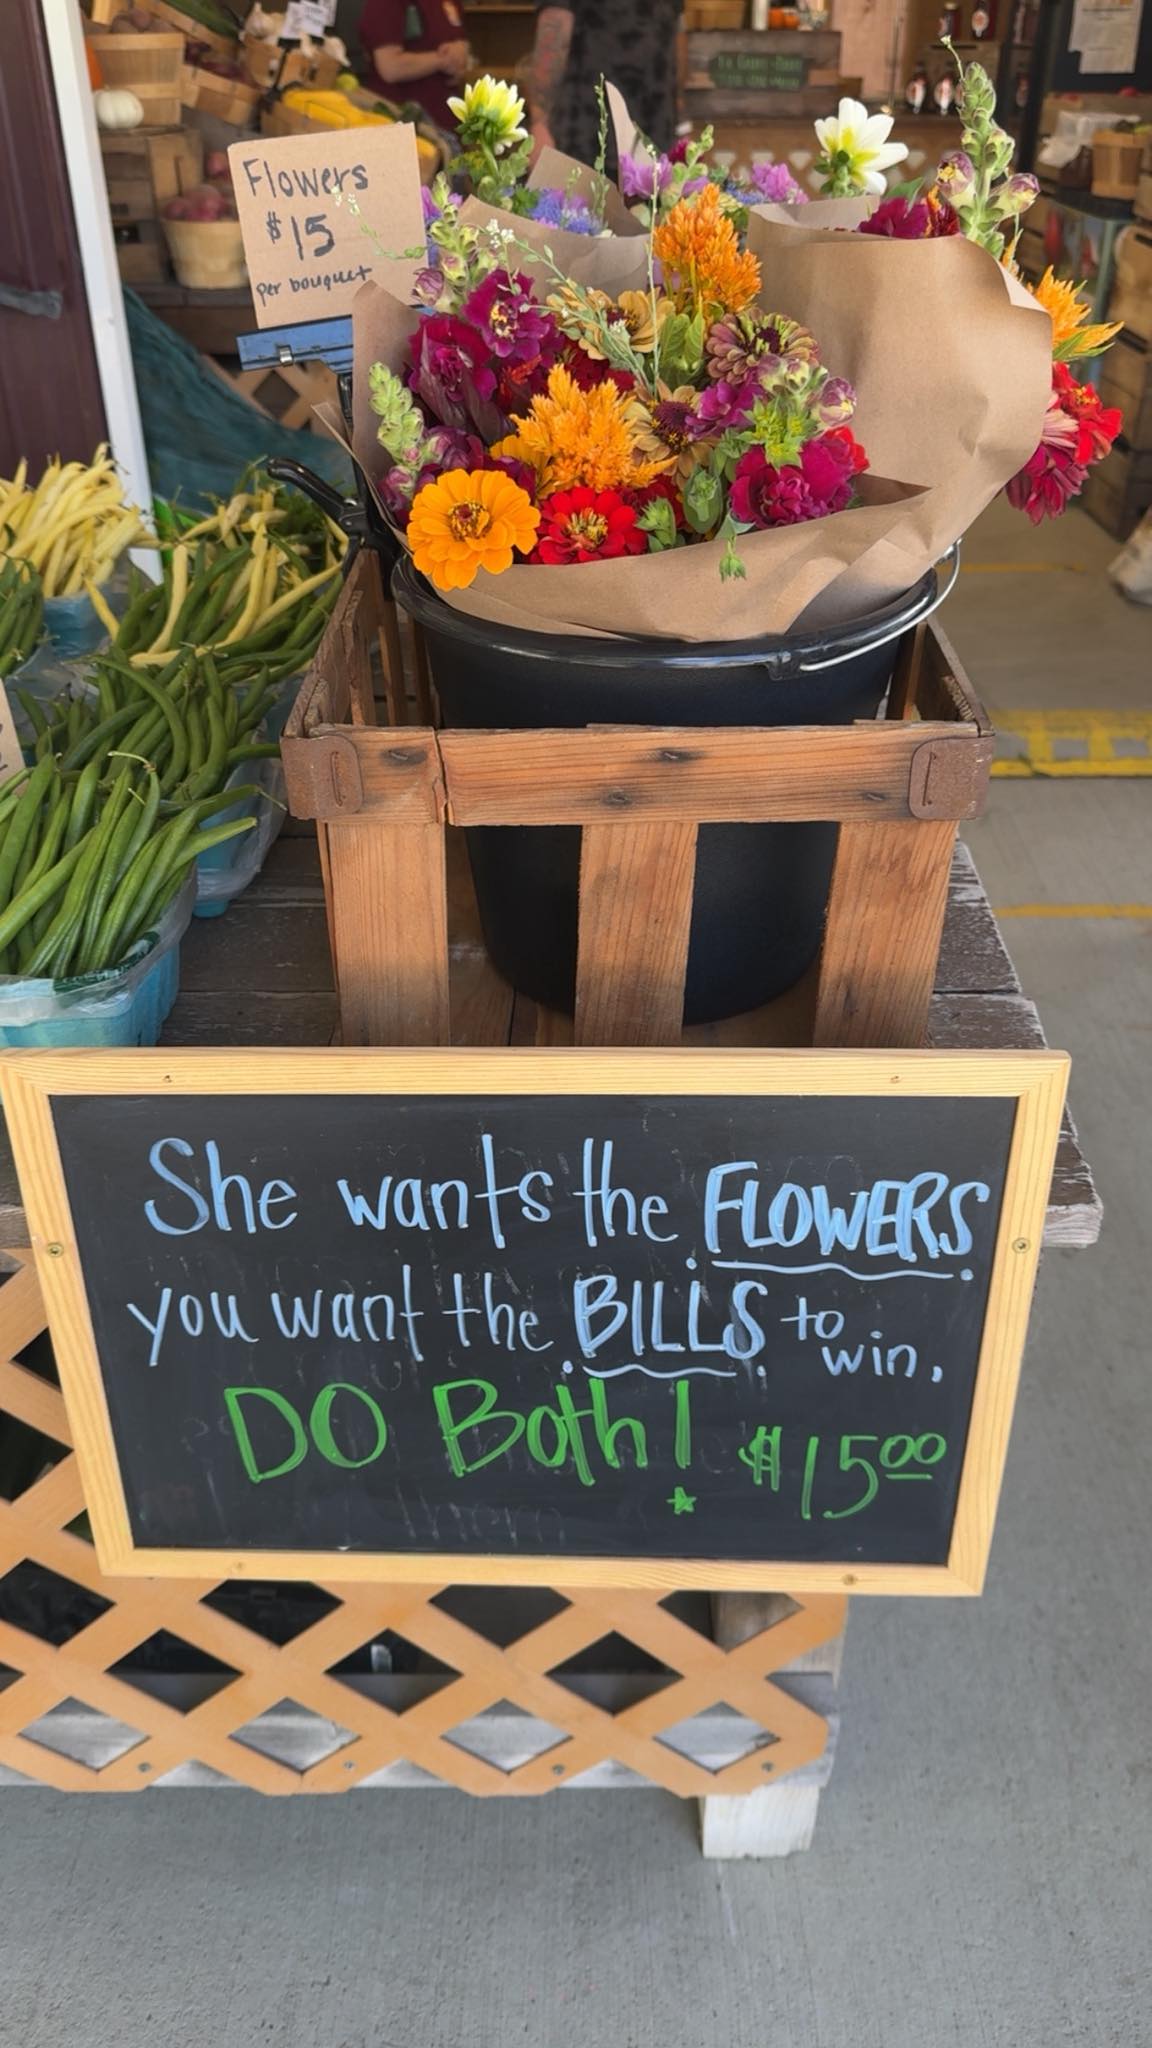 Flowers
$15
per bouquet
She wants the FLOWERS
you want the BILLS to win.
DO Both! $15.00